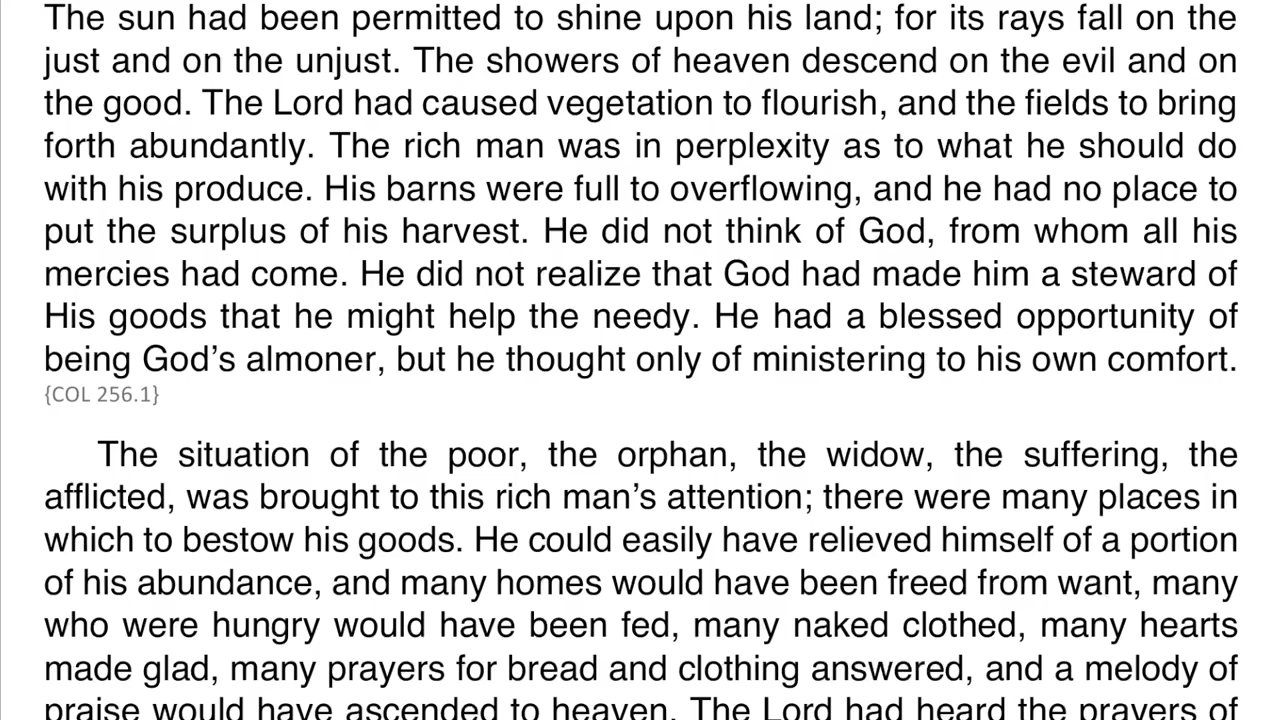 The sun had been permitted to shine upon his land; for its rays fall on the
just and on the unjust. The showers of heaven descend on the evil and on
the good. The Lord had caused vegetation to flourish, and the fields to bring
forth abundantly. The rich man was in perplexity as to what he should do
with his produce. His barns were full to overflowing, and he had no place to
put the surplus of his harvest. He did not think of God, from whom all his
mercies had come. He did not realize that God had made him a steward of
His goods that he might help the needy. He had a blessed opportunity of
being God’s almoner, but he thought only of ministering to his own comfort.
{COL 256.1}
The situation of the poor, the orphan, the widow, the suffering, the
afflicted, was brought to this rich man’s attention; there were many places in
which to bestow his goods. He could easily have relieved himself of a portion
of his abundance, and many homes would have been freed from want, many
who were hungry would have been fed, many naked clothed, many hearts
made glad, many prayers for bread and clothing answered, and a melody of
praise would have ascended to heaven. The Lord had heard the prayers of